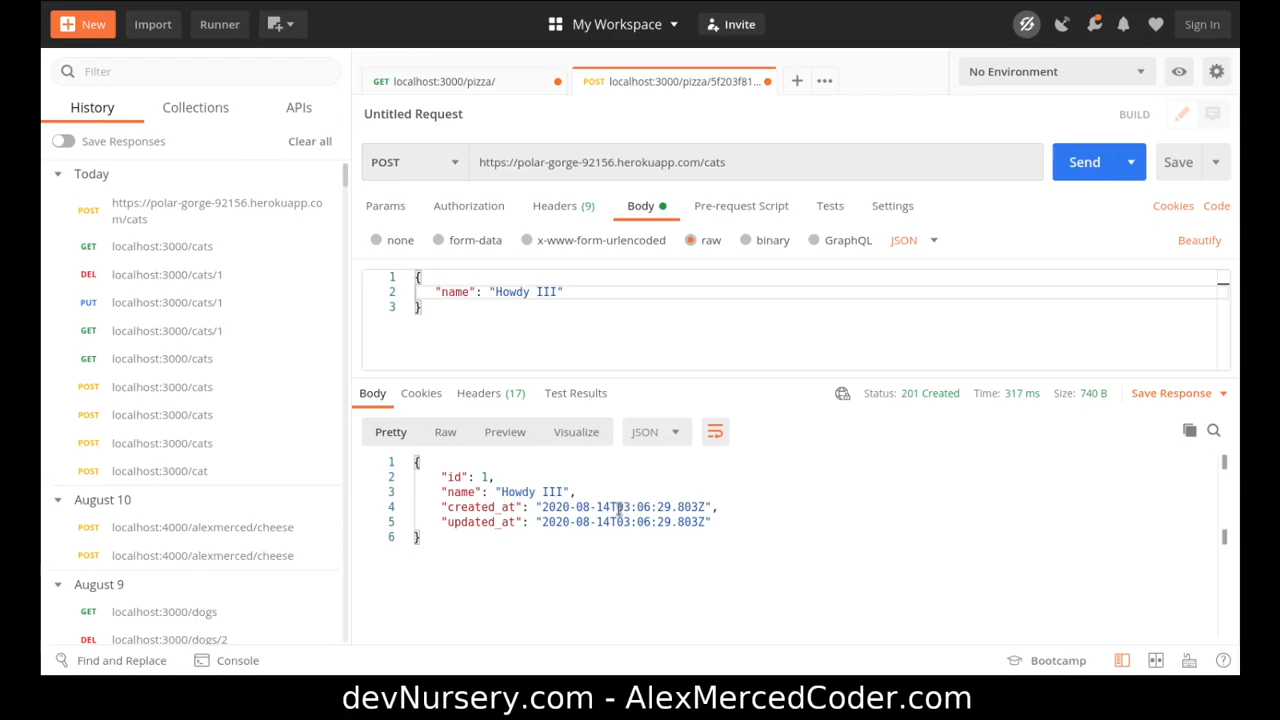 New
Import
Runner
My Workspace
Invite
Sign In
Filter
History
Collections
APIs
Save Responses
Clear all
Today
POST https://polar-gorge-92156.herokuapp.co
m/cats
GET localhost:3000/cats
DEL localhost:3000/cats/1
PUT localhost:3000/cats/1
GET localhost:3000/cats/1
GET localhost:3000/cats
POST localhost:3000/cats
POST localhost:3000/cats
POST localhost:3000/cats
POST localhost:3000/cat
August 10
POST localhost:4000/alexmerced/cheese
POST localhost:4000/alexmerced/cheese
August 9
GET localhost:3000/dogs
DEL localhost:3000/dogs/2
GET localhost:3000/pizza/
POST localhost:3000/pizza/5f203f81...
No Environment
Untitled Request
BUILD
POST
https://polar-gorge-92156.herokuapp.com/cats
Send
Save
Params
Authorization
Headers (9)
Body
Pre-request Script
Tests
Settings
Cookies
Code
none
form-data
x-www-form-urlencoded
raw
binary
GraphQL
JSON
Beautify
1 {
2 "name": "Howdy III"
3 }
Body
Cookies
Headers (17)
Test Results
Status: 201 Created
Time: 317 ms
Size: 740 B
Save Response
Pretty
Raw
Preview
Visualize
JSON
1 {
2 "id": 1,
3 "name": "Howdy III",
4 "created_at": "2020-08-14T03:06:29.803Z",
5 "updated_at": "2020-08-14T03:06:29.803Z"
6 }
Find and Replace
Console
Bootcamp
devNursery.com - AlexMercedCoder.com